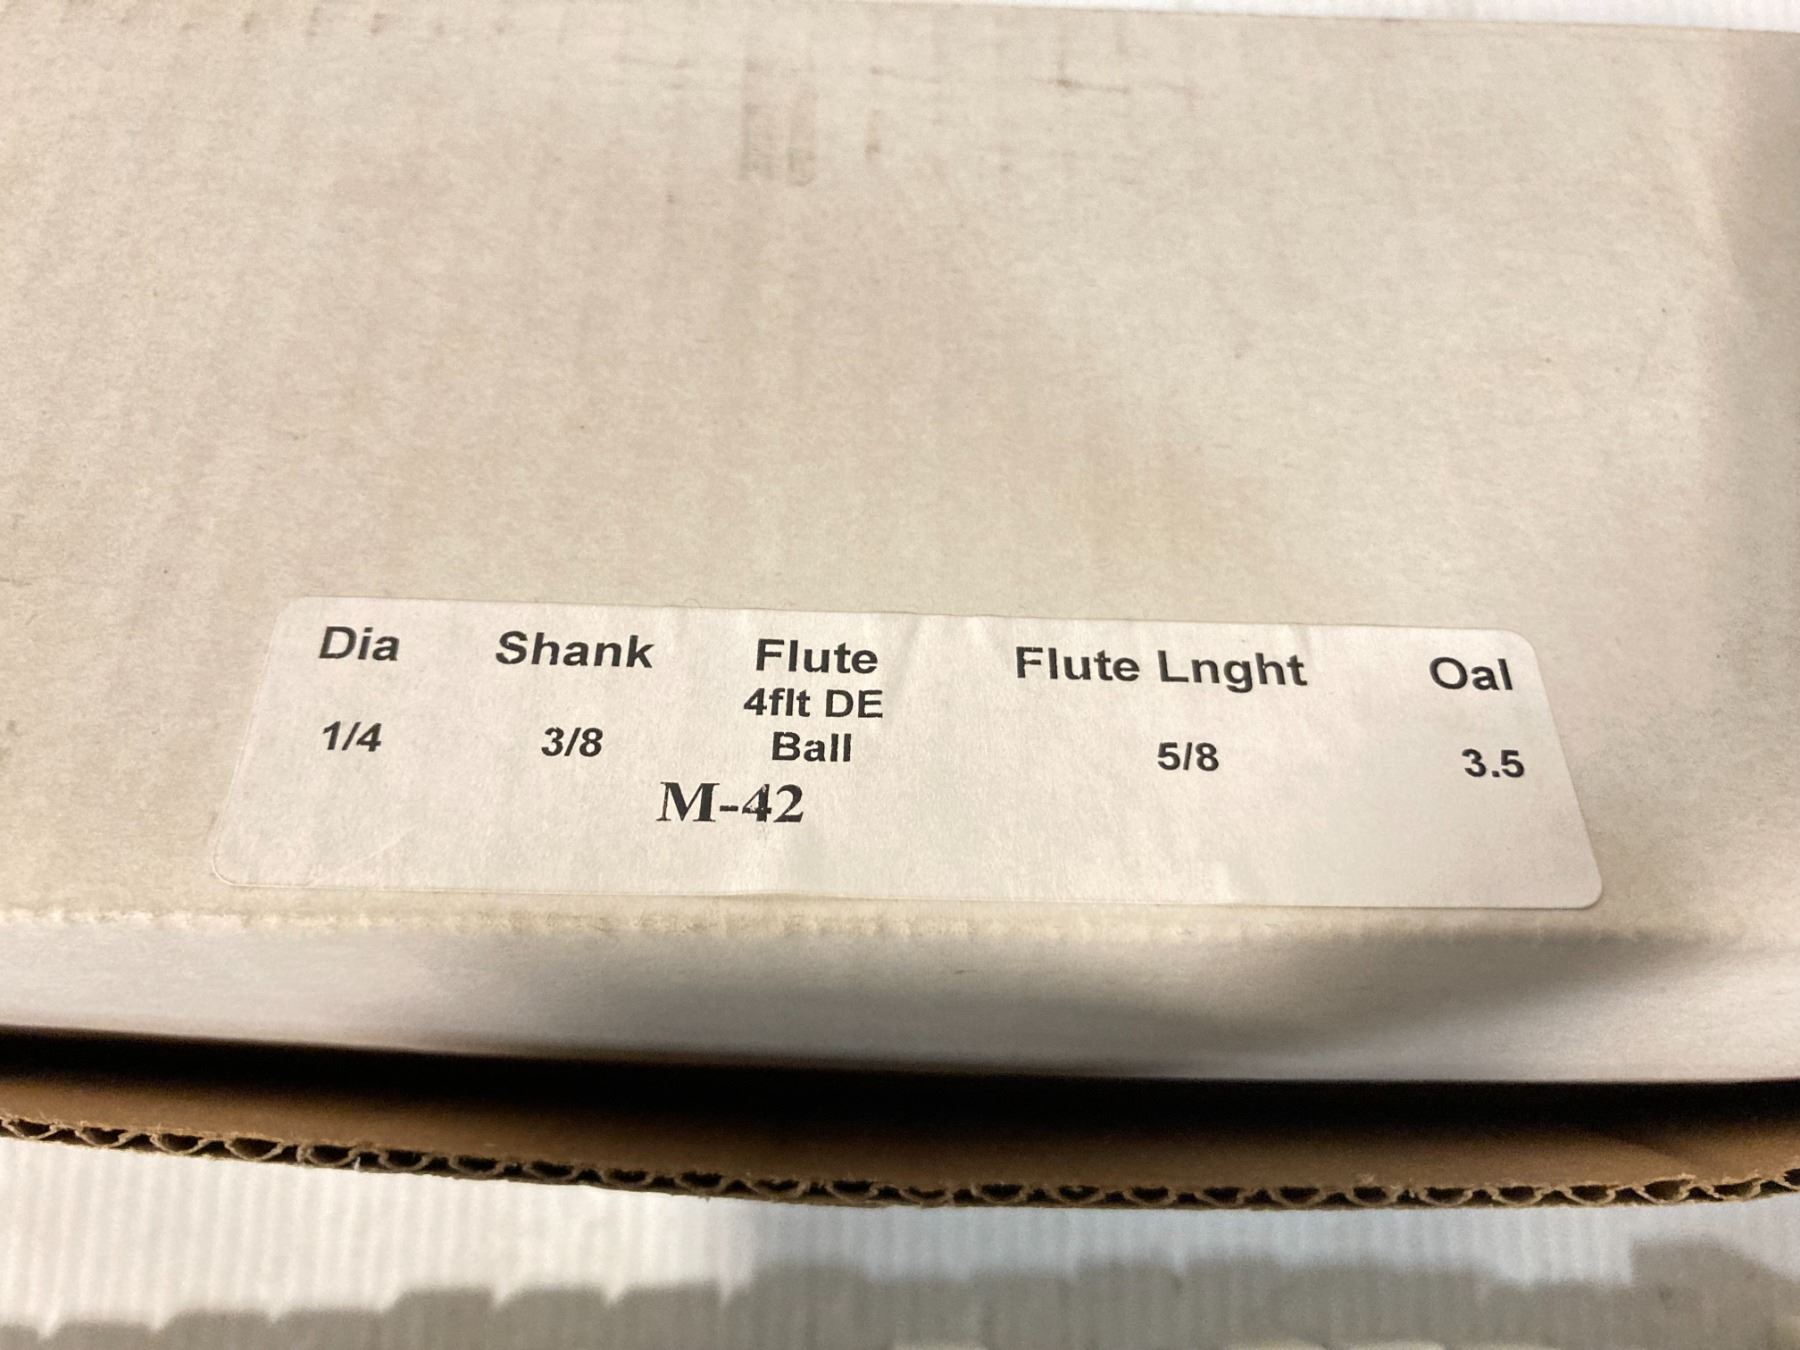 Dia Shank Flute Flute Lnght Oal
4flt DE
1/4 3/8 Ball 5/8 3.5
M-42